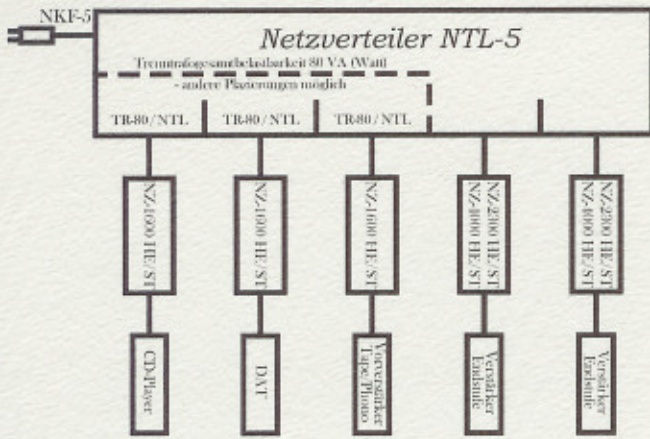 NKF-5
Netzverteiler NTL-5
Trenntrafogesamtbelastbarkeit 80 VA (Watt)
- andere Plazierungen möglich
TR-80/NTL
TR-80/NTL
TR-80/NTL
NZ-1600 HE/ST
NZ-1600 HE/ST
NZ-1600 HE/ST
NZ-2300 HE/ST
NZ-4000 HE/ST
NZ-2300 HE/ST
NZ-4000 HE/ST
CD-Player
DAT
Vorverstärker
Tape/Phono
Verstärker
Endstufe
Verstärker
Endstufe